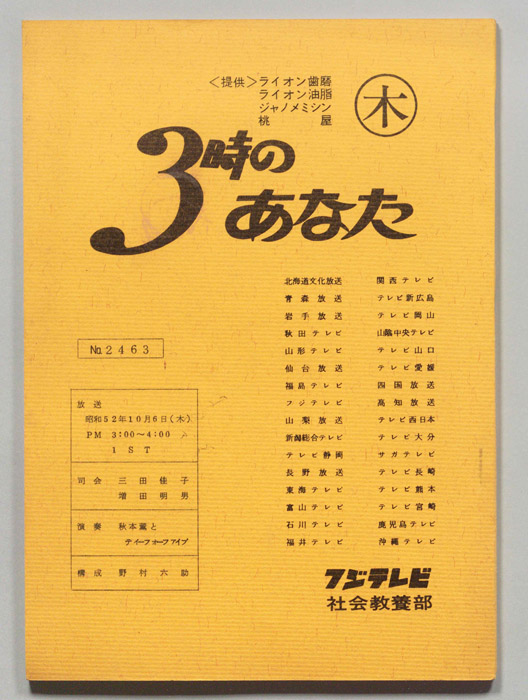 <提供>ライオン歯磨
ライオン油脂
ジャノメミシン
桃屋
木
3時の
あなた
北海道文化放送
青森放送
岩手放送
秋田テレビ
山形テレビ
仙台放送
福島テレビ
フジテレビ
山梨放送
新潟総合テレビ
テレビ静岡
長野放送
東海テレビ
富山テレビ
石川テレビ
福井テレビ
関西テレビ
テレビ新広島
テレビ岡山
山陰中央テレビ
テレビ山口
テレビ愛媛
四国放送
高知放送
テレビ西日本
テレビ大分
サガテレビ
テレビ長崎
テレビ熊本
テレビ宮崎
鹿児島テレビ
沖縄テレビ
No.2463
放送
昭和52年10月6日(木)
PM 3:00~4:00
1ST
司会 三田佳子
増田明男
演奏 秋本薫と
ティーフォーファイブ
構成 野村六助
フジテレビ
社会教養部